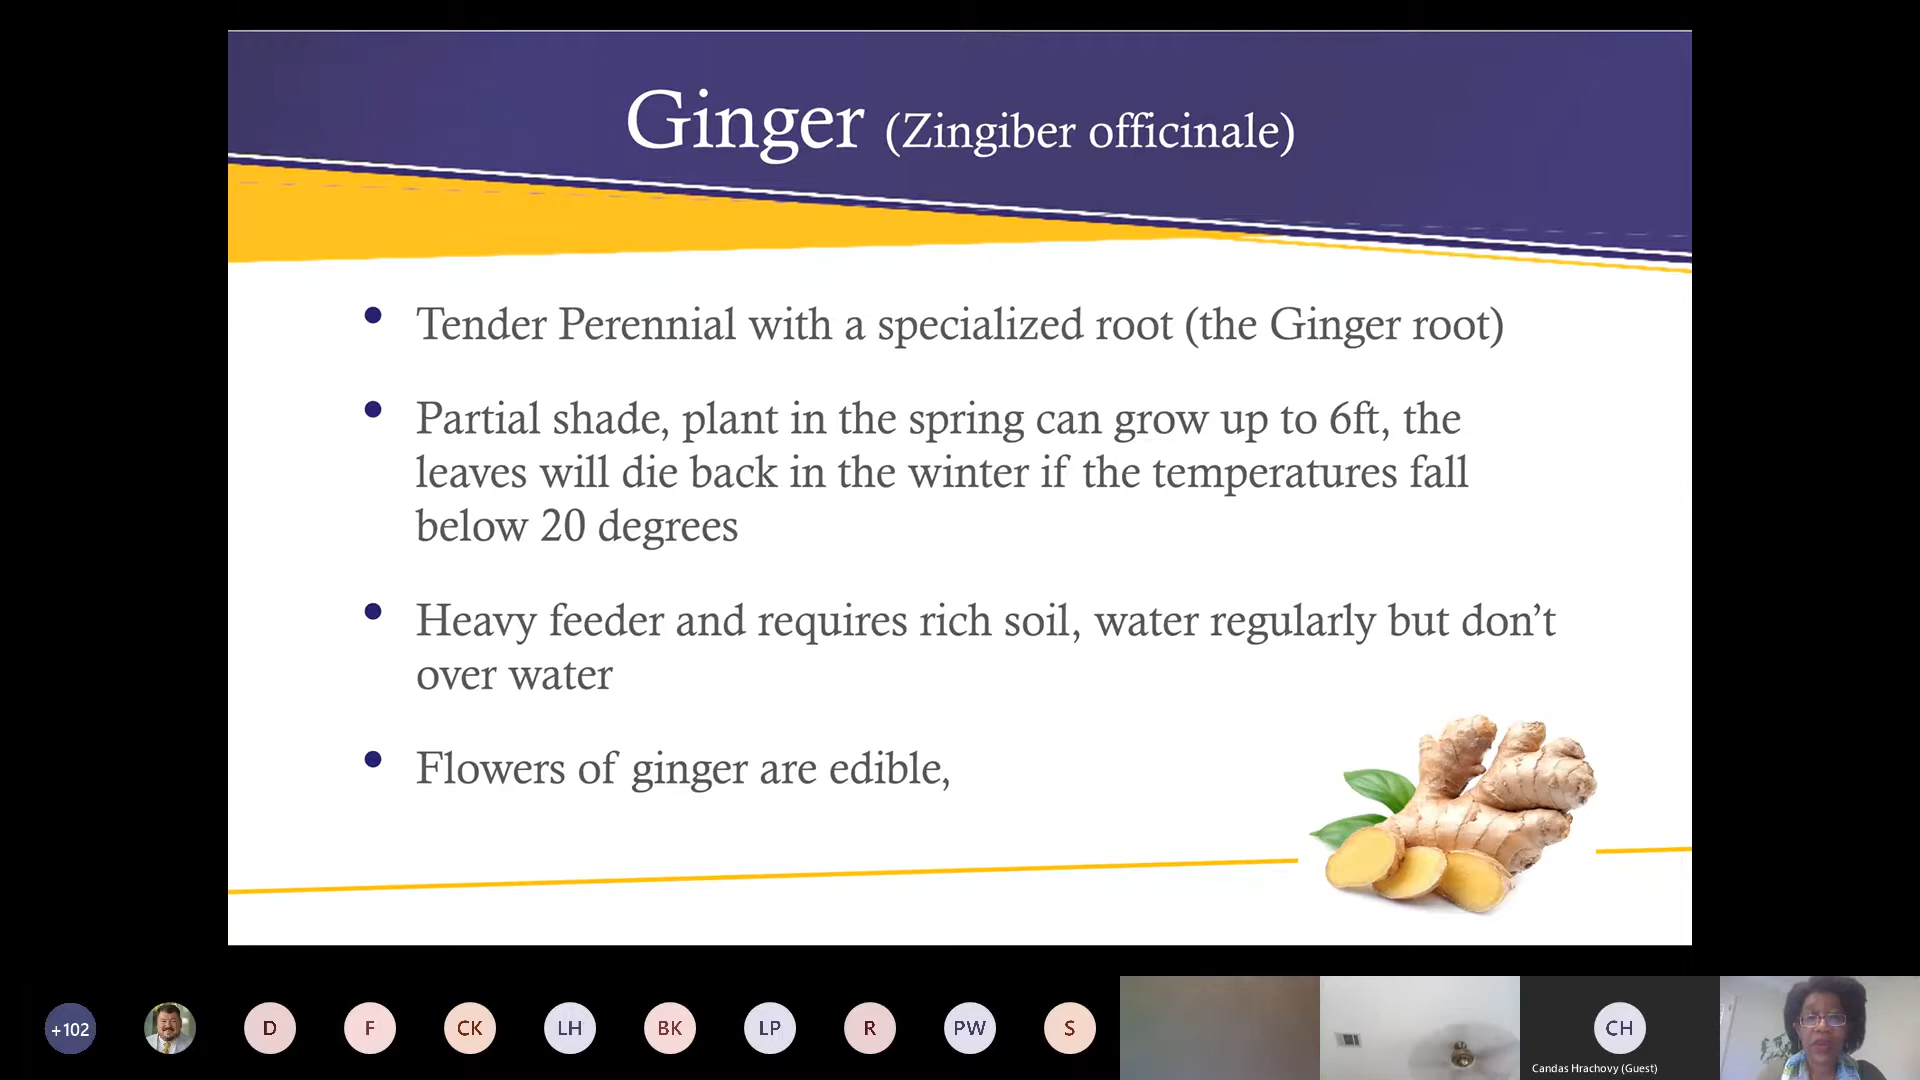 Ginger (Zingiber officinale)
• Tender Perennial with a specialized root (the Ginger root)
• Partial shade, plant in the spring can grow up to 6ft, the
leaves will die back in the winter if the temperatures fall
below 20 degrees
• Heavy feeder and requires rich soil, water regularly but don’t
over water
• Flowers of ginger are edible,
+102
D
F
CK
LH
BK
LP
R
PW
S
CH
Candas Hrachovy (Guest)